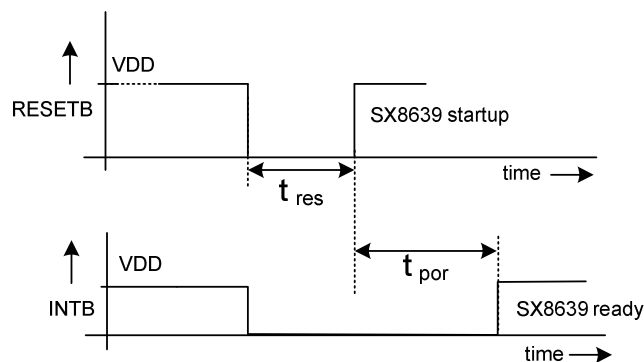 VDD
RESETB
SX8639 startup
time
t res
VDD
t por
INTB
SX8639 ready
time